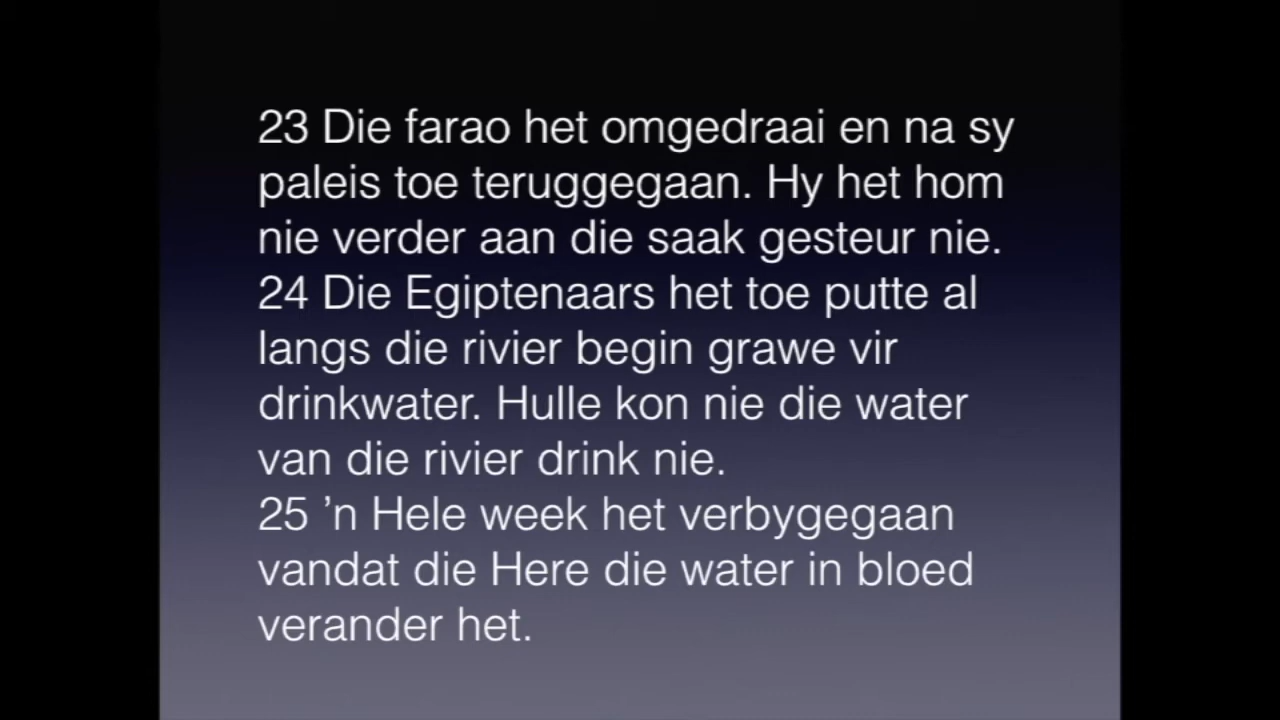 23 Die farao het omgedraai en na sy
paleis toe teruggegaan. Hy het hom
nie verder aan die saak gesteur nie.
24 Die Egiptenaars het toe putte al
langs die rivier begin grawe vir
drinkwater. Hulle kon nie die water
van die rivier drink nie.
25 ’n Hele week het verbygegaan
vandat die Here die water in bloed
verander het.